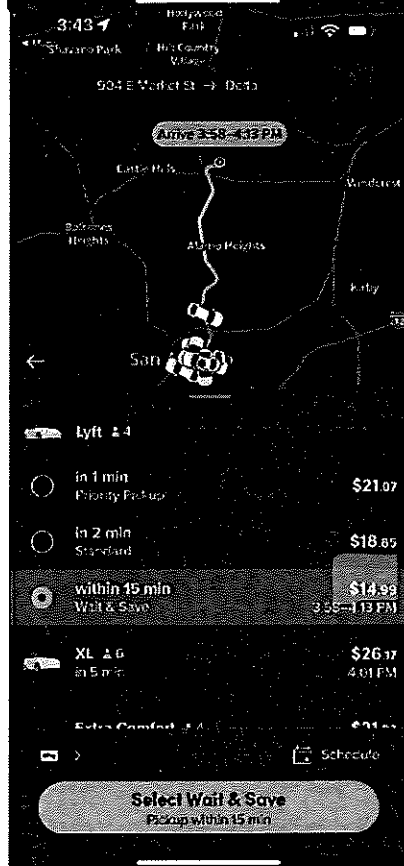 3:43
Hollywood
Park
Shavano Park
Hill Country
Village
504 E Market St → Data
Arrive 3:58–4:13 PM
Castle Hills
Windcrest
Balcones
Heights
Alamo Heights
Kirby
San
Lyft 4
in 1 min
Priority Pickup
$21.07
in 2 min
Standard
$18.85
within 15 min
$14.99
Wait & Save
3:58–4:13 PM
XL 6
$26.17
in 5 min
4:01 PM
Extra Comfort 4
Schedule
Select Wait & Save
Pickup within 15 min